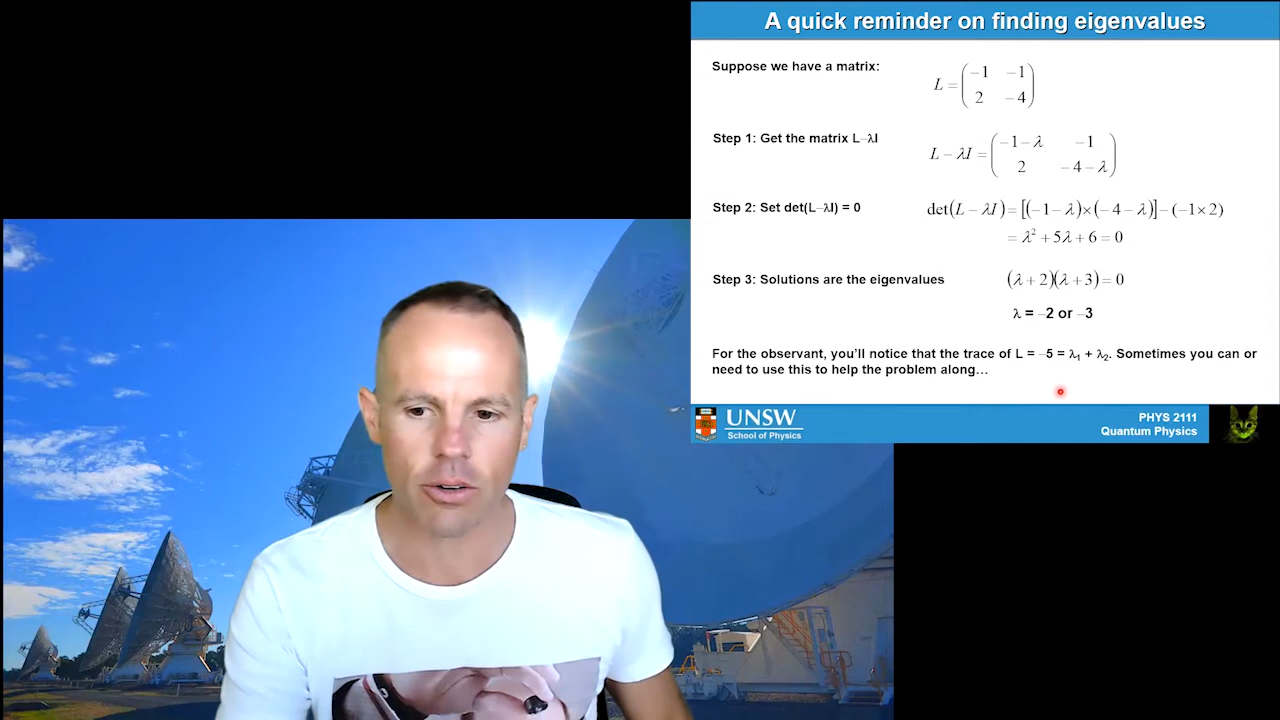 A quick reminder on finding eigenvalues
Suppose we have a matrix:
L = (−1 −1
2 −4)
Step 1: Get the matrix L–λI
L − λI = (−1 − λ −1
2 −4 − λ)
Step 2: Set det(L–λI) = 0
det(L − λI) = [(−1 − λ)×(−4 − λ)] − (−1×2)
= λ² + 5λ + 6 = 0
Step 3: Solutions are the eigenvalues
(λ + 2)(λ + 3) = 0
λ = –2 or –3
For the observant, you’ll notice that the trace of L = –5 = λ₁ + λ₂. Sometimes you can or
need to use this to help the problem along…
UNSW
School of Physics
PHYS 2111
Quantum Physics